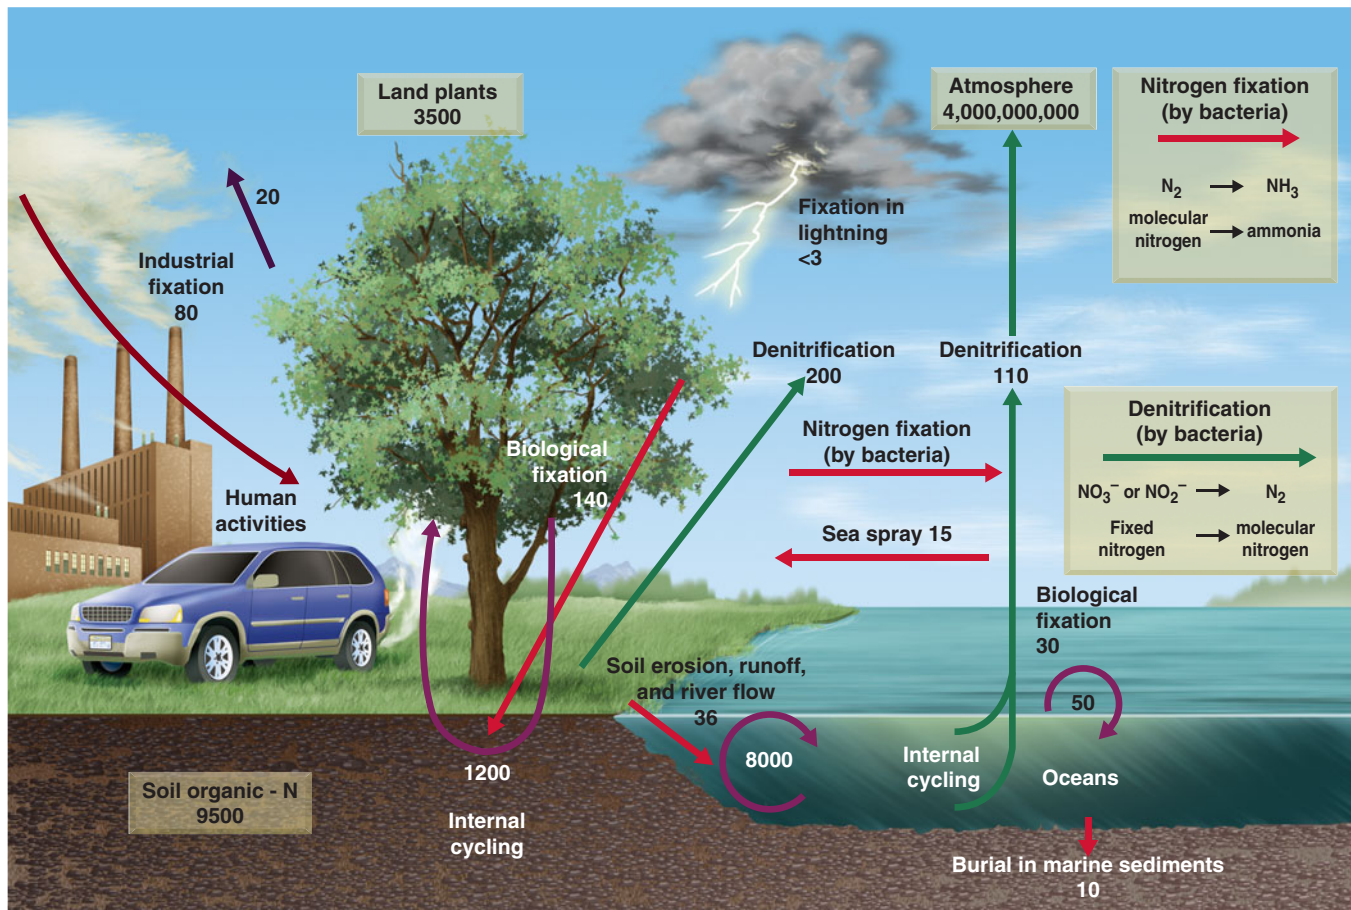 Land plants
3500
Atmosphere
4,000,000,000
Nitrogen fixation
(by bacteria)
N₂ → NH₃
molecular
nitrogen → ammonia
20
Industrial
fixation
80
Fixation in
lightning
<3
Denitrification
200
Denitrification
110
Denitrification
(by bacteria)
NO₃⁻ or NO₂⁻ → N₂
Fixed
nitrogen → molecular
nitrogen
Nitrogen fixation
(by bacteria)
Biological
fixation
140
Human
activities
Sea spray 15
Biological
fixation
30
Soil erosion, runoff,
and river flow
36
50
8000
Internal
cycling
Oceans
1200
Internal
cycling
Soil organic - N
9500
Burial in marine sediments
10